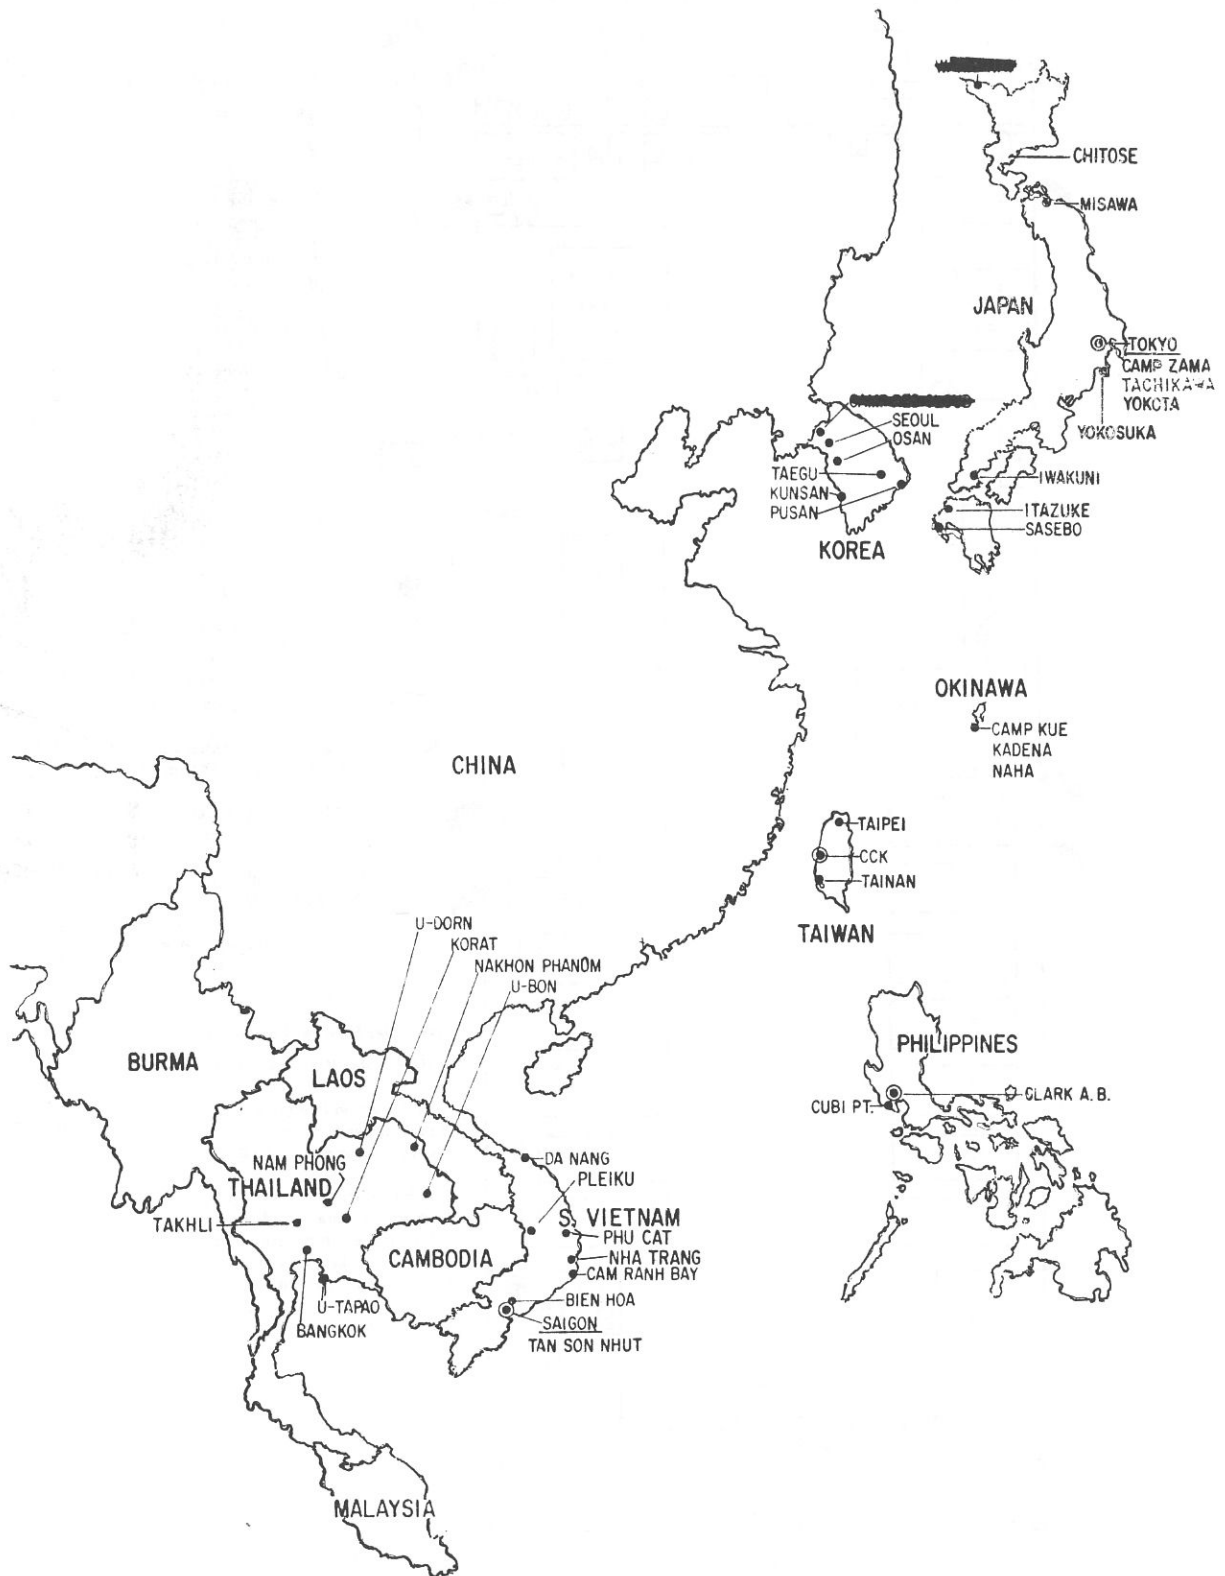 CHITOSE
MISAWA
JAPAN
TOKYO
CAMP ZAMA
TACHIKAWA
YOKOTA
YOKOSUKA
SEOUL
OSAN
TAEGU
KUNSAN
PUSAN
KOREA
IWAKUNI
ITAZUKE
SASEBO
OKINAWA
CAMP KUE
KADENA
NAHA
CHINA
TAIPEI
CCK
TAINAN
TAIWAN
U-DORN
KORAT
NAKHON PHANOM
U-BON
BURMA
LAOS
PHILIPPINES
CLARK A.B.
CUBI PT.
NAM PHONG
THAILAND
TAKHLI
DA NANG
PLEIKU
S. VIETNAM
PHU CAT
CAMBODIA
NHA TRANG
CAM RANH BAY
U-TAPAO
BANGKOK
BIEN HOA
SAIGON
TAN SON NHUT
MALAYSIA